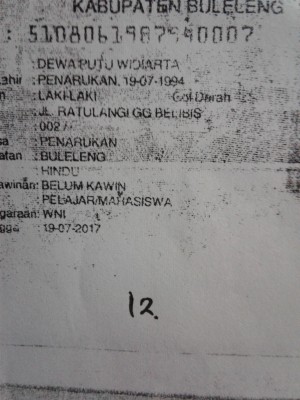 KABUPATEN BULELENG
: 5108061987940007
: DEWA PUTU WIDIARTA
ahir : PENARUKAN, 19-07-1994
n : LAKI-LAKI Gol Darah
: JL. RATULANGI GG BELIBIS
: 002 /
sa : PENARUKAN
atan : BULELENG
: HINDU
awinan: BELUM KAWIN
: PELAJAR/MAHASISWA
garaan: WNI
ngga : 19-07-2017
12.